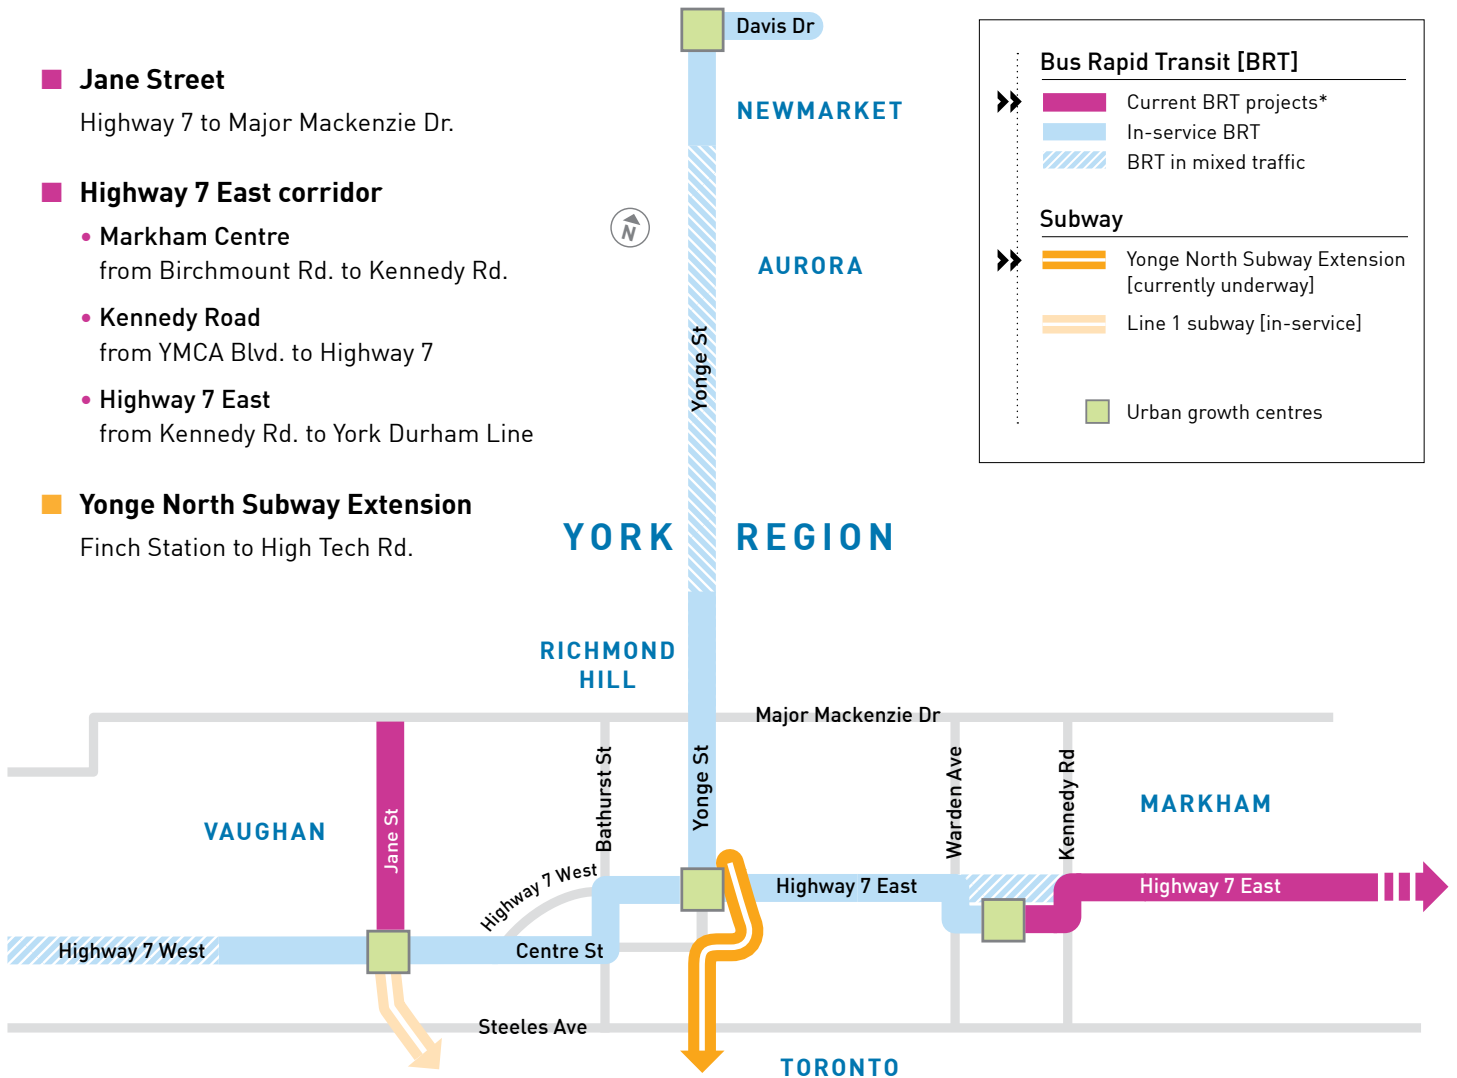 Jane Street
Highway 7 to Major Mackenzie Dr.
Highway 7 East corridor
• Markham Centre
from Birchmount Rd. to Kennedy Rd.
• Kennedy Road
from YMCA Blvd. to Highway 7
• Highway 7 East
from Kennedy Rd. to York Durham Line
Yonge North Subway Extension
Finch Station to High Tech Rd.
Bus Rapid Transit [BRT]
Current BRT projects*
In-service BRT
BRT in mixed traffic
Subway
Yonge North Subway Extension
[currently underway]
Line 1 subway [in-service]
Urban growth centres
Davis Dr
NEWMARKET
N
AURORA
Yonge St
YORK REGION
RICHMOND
HILL
Major Mackenzie Dr
Bathurst St
Yonge St
Warden Ave
Kennedy Rd
MARKHAM
VAUGHAN
Jane St
Highway 7 West
Highway 7 East
Highway 7 East
Highway 7 West
Centre St
Steeles Ave
TORONTO